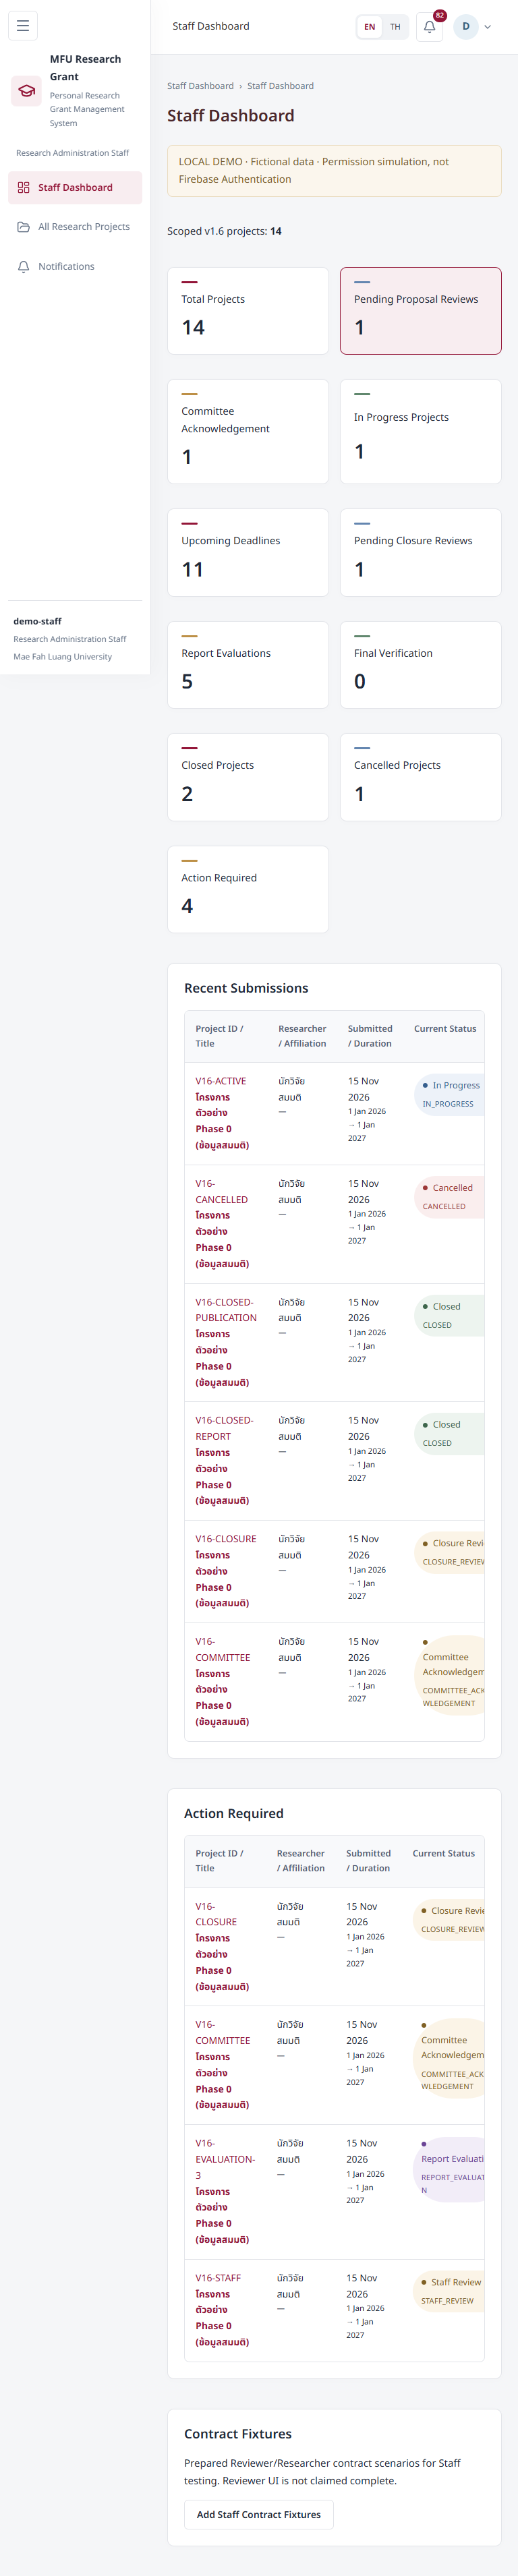 MFU Research
Grant
Personal Research
Grant Management
System
Research Administration Staff
Staff Dashboard
All Research Projects
Notifications
demo-staff
Research Administration Staff
Mae Fah Luang University
Staff Dashboard
EN TH
82
D
Staff Dashboard › Staff Dashboard
Staff Dashboard
LOCAL DEMO · Fictional data · Permission simulation, not
Firebase Authentication
Scoped v1.6 projects: 14
Total Projects
14
Pending Proposal Reviews
1
Committee
Acknowledgement
1
In Progress Projects
1
Upcoming Deadlines
11
Pending Closure Reviews
1
Report Evaluations
5
Final Verification
0
Closed Projects
2
Cancelled Projects
1
Action Required
4
Recent Submissions
Project ID /
Title
Researcher
/ Affiliation
Submitted
/ Duration
Current Status
V16-ACTIVE
โครงการ
ตัวอย่าง
Phase 0
(ข้อมูลสมมติ)
นักวิจัย
สมมติ
—
15 Nov
2026
1 Jan 2026
→ 1 Jan
2027
In Progress
IN_PROGRESS
V16-
CANCELLED
โครงการ
ตัวอย่าง
Phase 0
(ข้อมูลสมมติ)
นักวิจัย
สมมติ
—
15 Nov
2026
1 Jan 2026
→ 1 Jan
2027
Cancelled
CANCELLED
V16-CLOSED-
PUBLICATION
โครงการ
ตัวอย่าง
Phase 0
(ข้อมูลสมมติ)
นักวิจัย
สมมติ
—
15 Nov
2026
1 Jan 2026
→ 1 Jan
2027
Closed
CLOSED
V16-CLOSED-
REPORT
โครงการ
ตัวอย่าง
Phase 0
(ข้อมูลสมมติ)
นักวิจัย
สมมติ
—
15 Nov
2026
1 Jan 2026
→ 1 Jan
2027
Closed
CLOSED
V16-CLOSURE
โครงการ
ตัวอย่าง
Phase 0
(ข้อมูลสมมติ)
นักวิจัย
สมมติ
—
15 Nov
2026
1 Jan 2026
→ 1 Jan
2027
Closure Revi
CLOSURE_REVIEW
V16-
COMMITTEE
โครงการ
ตัวอย่าง
Phase 0
(ข้อมูลสมมติ)
นักวิจัย
สมมติ
—
15 Nov
2026
1 Jan 2026
→ 1 Jan
2027
Committee
Acknowledgem
COMMITTEE_ACK
WLEDGEMENT
Action Required
Project ID /
Title
Researcher
/ Affiliation
Submitted
/ Duration
Current Status
V16-
CLOSURE
โครงการ
ตัวอย่าง
Phase 0
(ข้อมูลสมมติ)
นักวิจัย
สมมติ
—
15 Nov
2026
1 Jan 2026
→ 1 Jan
2027
Closure Revie
CLOSURE_REVIEW
V16-
COMMITTEE
โครงการ
ตัวอย่าง
Phase 0
(ข้อมูลสมมติ)
นักวิจัย
สมมติ
—
15 Nov
2026
1 Jan 2026
→ 1 Jan
2027
Committee
Acknowledgem
COMMITTEE_ACK
WLEDGEMENT
V16-
EVALUATION-
3
โครงการ
ตัวอย่าง
Phase 0
(ข้อมูลสมมติ)
นักวิจัย
สมมติ
—
15 Nov
2026
1 Jan 2026
→ 1 Jan
2027
Report Evaluati
REPORT_EVALUAT
N
V16-STAFF
โครงการ
ตัวอย่าง
Phase 0
(ข้อมูลสมมติ)
นักวิจัย
สมมติ
—
15 Nov
2026
1 Jan 2026
→ 1 Jan
2027
Staff Review
STAFF_REVIEW
Contract Fixtures
Prepared Reviewer/Researcher contract scenarios for Staff
testing. Reviewer UI is not claimed complete.
Add Staff Contract Fixtures